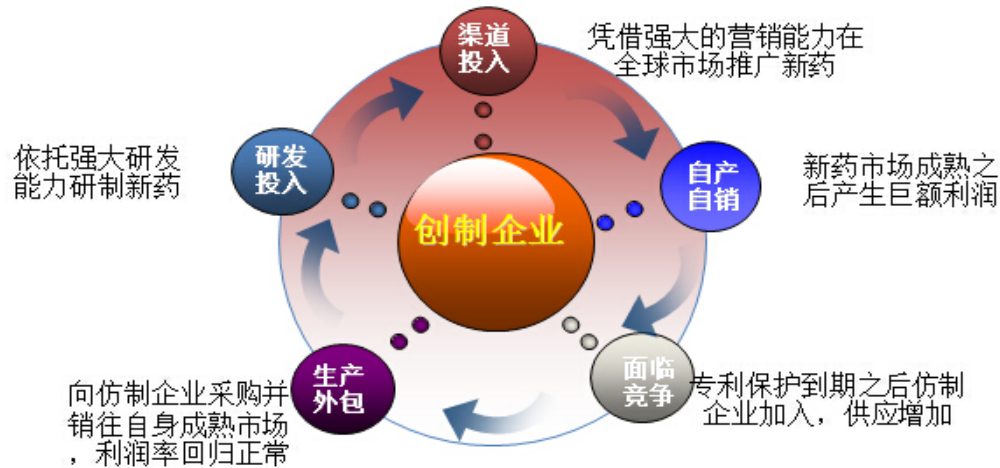 渠道
投入
凭借强大的营销能力在
全球市场推广新药
研发
投入
依托强大研发
能力研制新药
自产
自销
新药市场成熟之
后产生巨额利润
创制企业
生产
外包
向仿制企业采购并
销往自身成熟市场
，利润率回归正常
面临
竞争
专利保护到期之后仿制
企业加入，供应增加